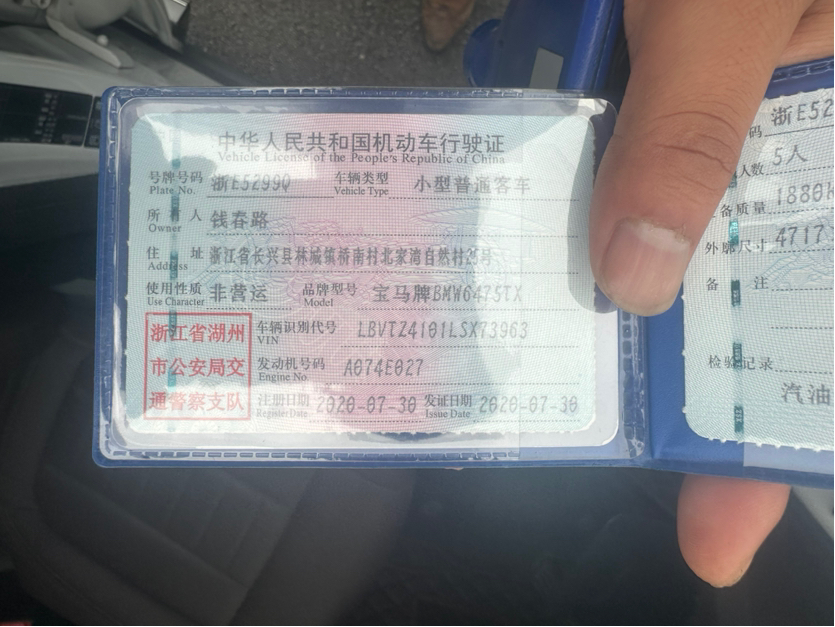 中华人民共和国机动车行驶证
Vehicle License of the People's Republic of China
号牌号码 浙E5Z99Q 车辆类型 小型普通客车
Plate No. Vehicle Type
所有人 钱春路
Owner
住址 浙江省长兴县林城镇桥南村北家湾自然村25号
Address
使用性质 非营运 品牌型号 宝马牌BMW6475TX
Use Character Model
浙江省湖州
市公安局交
通警察支队
车辆识别代号 LBVTZ4101LSX73963
VIN
发动机号码 A074E027
Engine No
注册日期 2020-07-30 发证日期 2020-07-30
Register Date Issue Date
码 浙E5Z
人数 5人
备质量 1880
外廓尺寸 4717
备注
检验记录
汽油